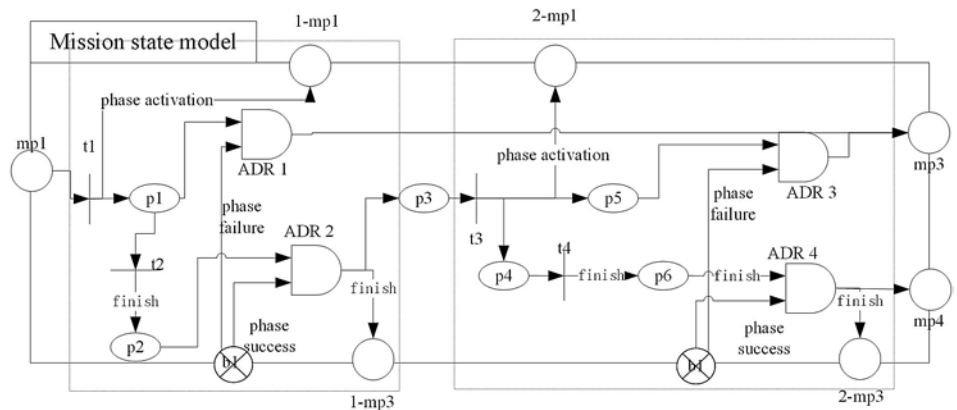 1-mp1
2-mp1
Mission state model
phase activation
mp1
t1
ADR 1
p1
phase
failure
ADR 2
t2
finish
p2
phase
success
finish
b1
1-mp3
p3
phase activation
t3
p5
ADR 3
mp3
phase
failure
t4
ADR 4
p4
finish
p6
finish
finish
mp4
phase
success
b1
2-mp3